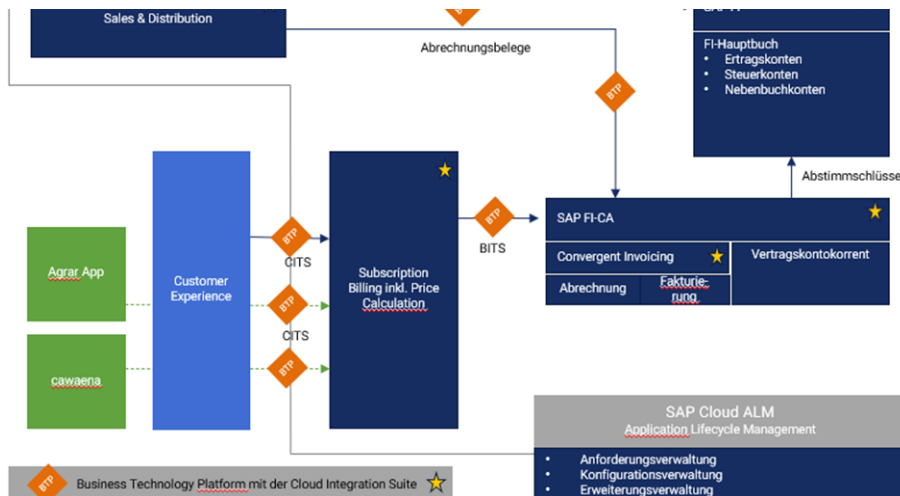 Sales & Distribution
BTP
Abrechnungsbelege
BTP
FI-Hauptbuch
• Ertragskonten
• Steuerkonten
• Nebenbuchkonten
Abstimmschlüsse
Agrar App
cawaena
Customer
Experience
BTP
CITS
BTP
CITS
BTP
Subscription
Billing inkl. Price
Calculation
BTP
BITS
SAP FI-CA
Convergent Invoicing
Abrechnung
Fakturie-
rung
Vertragskontokorrent
SAP Cloud ALM
Application Lifecycle Management
• Anforderungsverwaltung
• Konfigurationsverwaltung
• Erweiterungsverwaltung
BTP
Business Technology Platform mit der Cloud Integration Suite